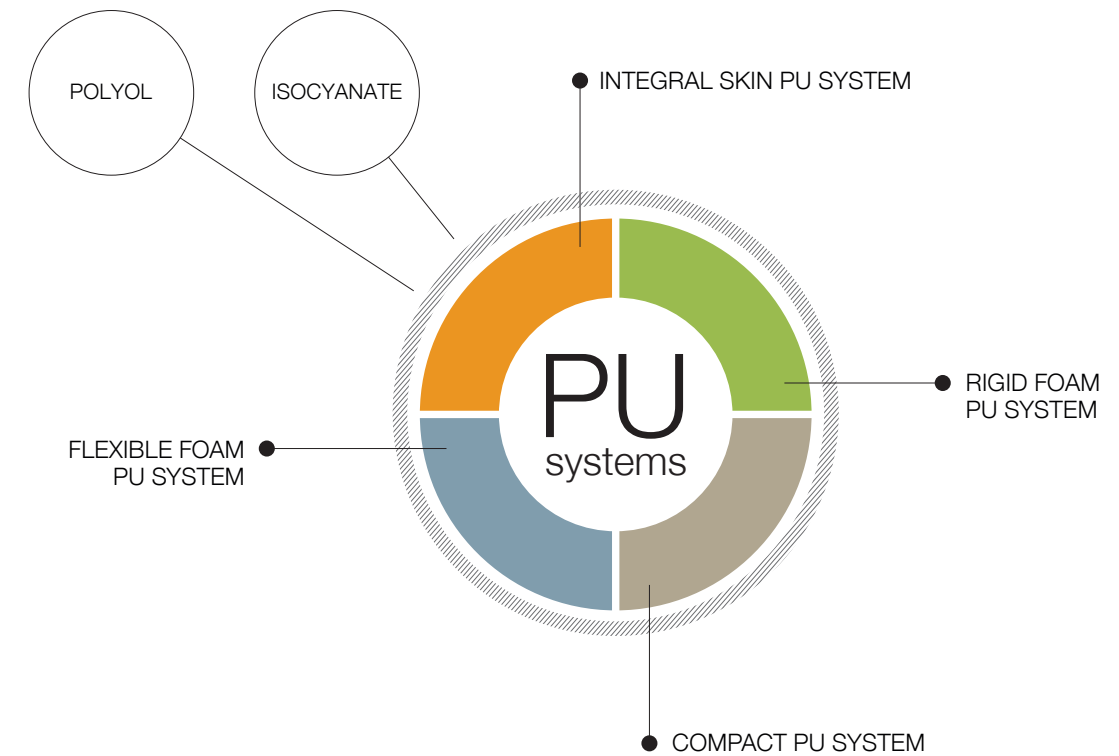 POLYOL
ISOCYANATE
INTEGRAL SKIN PU SYSTEM
PU
systems
RIGID FOAM
PU SYSTEM
FLEXIBLE FOAM
PU SYSTEM
COMPACT PU SYSTEM